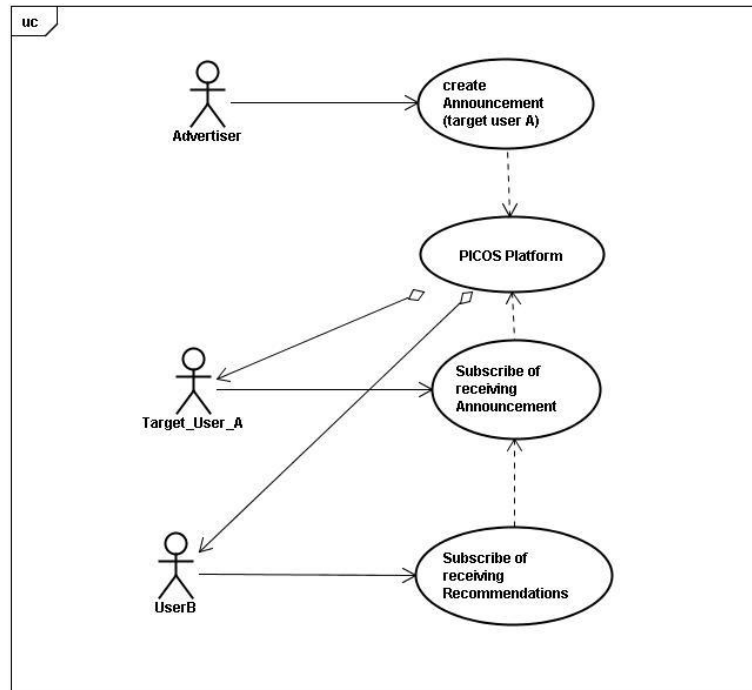 uc
create
Announcement
(target user A)
Advertiser
PICOS Platform
Subscribe of
receiving
Announcement
Target_User_A
Subscribe of
receiving
Recommendations
UserB